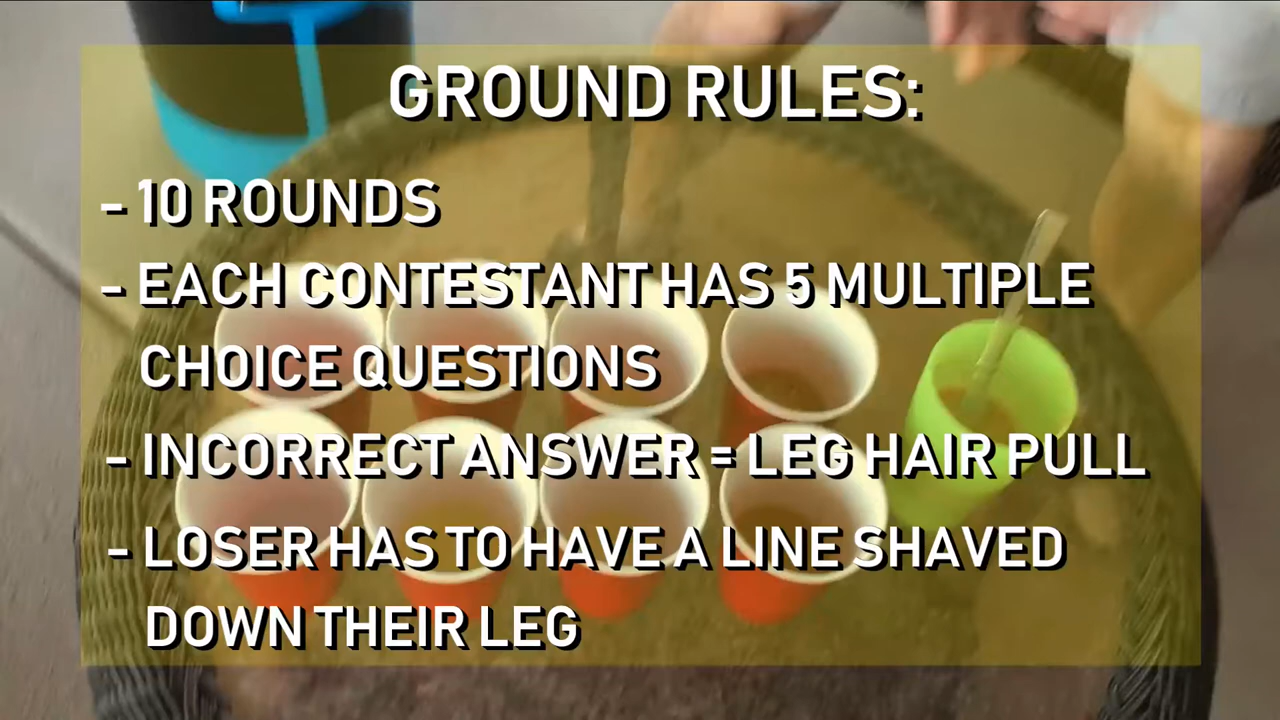 GROUND RULES:
- 10 ROUNDS
- EACH CONTESTANT HAS 5 MULTIPLE
CHOICE QUESTIONS
- INCORRECT ANSWER = LEG HAIR PULL
- LOSER HAS TO HAVE A LINE SHAVED
DOWN THEIR LEG